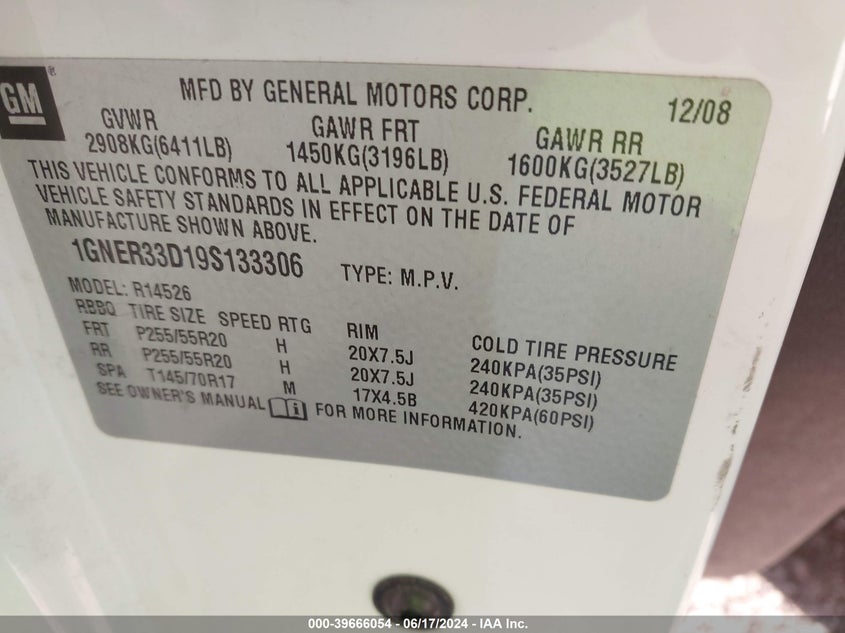 GM®
MFD BY GENERAL MOTORS CORP. 12/08
GVWR GAWR FRT GAWR RR
2908KG(6411LB) 1450KG(3196LB) 1600KG(3527LB)
THIS VEHICLE CONFORMS TO ALL APPLICABLE U.S. FEDERAL MOTOR
VEHICLE SAFETY STANDARDS IN EFFECT ON THE DATE OF
MANUFACTURE SHOWN ABOVE.
1GNER33D19S133306 TYPE: M.P.V.
MODEL: R14526
RBBQ TIRE SIZE SPEED RTG RIM COLD TIRE PRESSURE
FRT P255/55R20 H 20X7.5J 240KPA(35PSI)
RR P255/55R20 H 20X7.5J 240KPA(35PSI)
SPA T145/70R17 M 17X4.5B 420KPA(60PSI)
SEE OWNER'S MANUAL i FOR MORE INFORMATION.
000-39666054 - 06/17/2024 - IAA Inc.